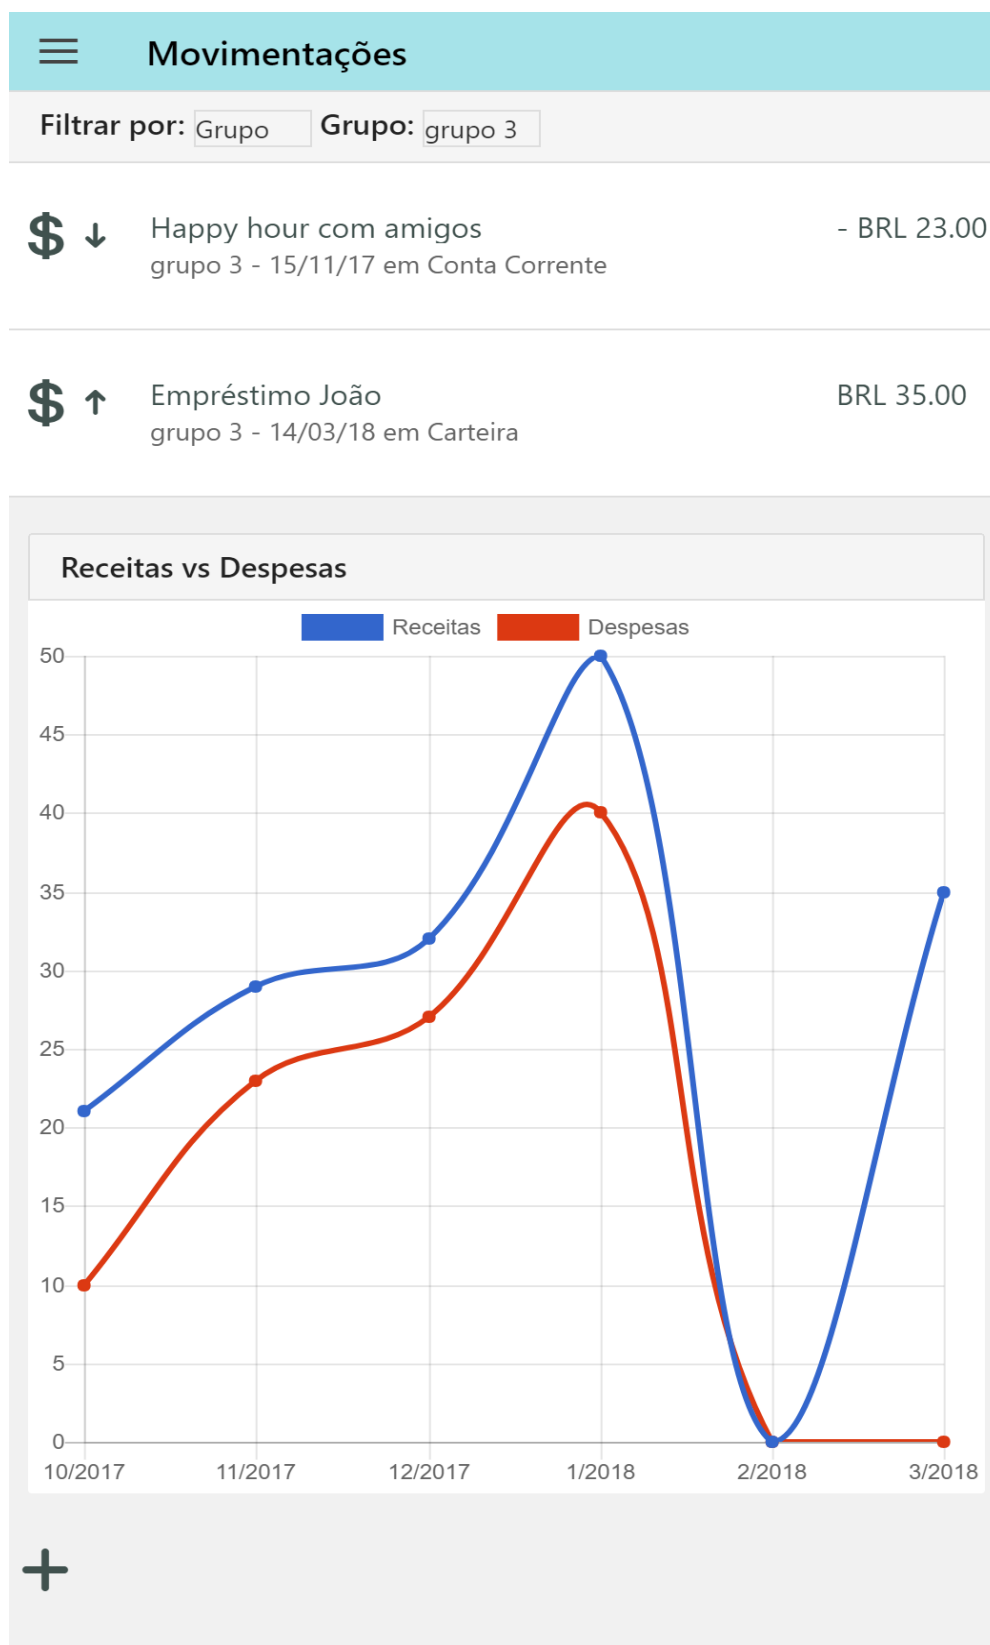 Movimentações
Filtrar por: Grupo Grupo: grupo 3
$ ↓ Happy hour com amigos - BRL 23.00
grupo 3 - 15/11/17 em Conta Corrente
$ ↑ Empréstimo João BRL 35.00
grupo 3 - 14/03/18 em Carteira
Receitas vs Despesas
Receitas Despesas
50
45
40
35
30
25
20
15
10
5
0
10/2017 11/2017 12/2017 1/2018 2/2018 3/2018